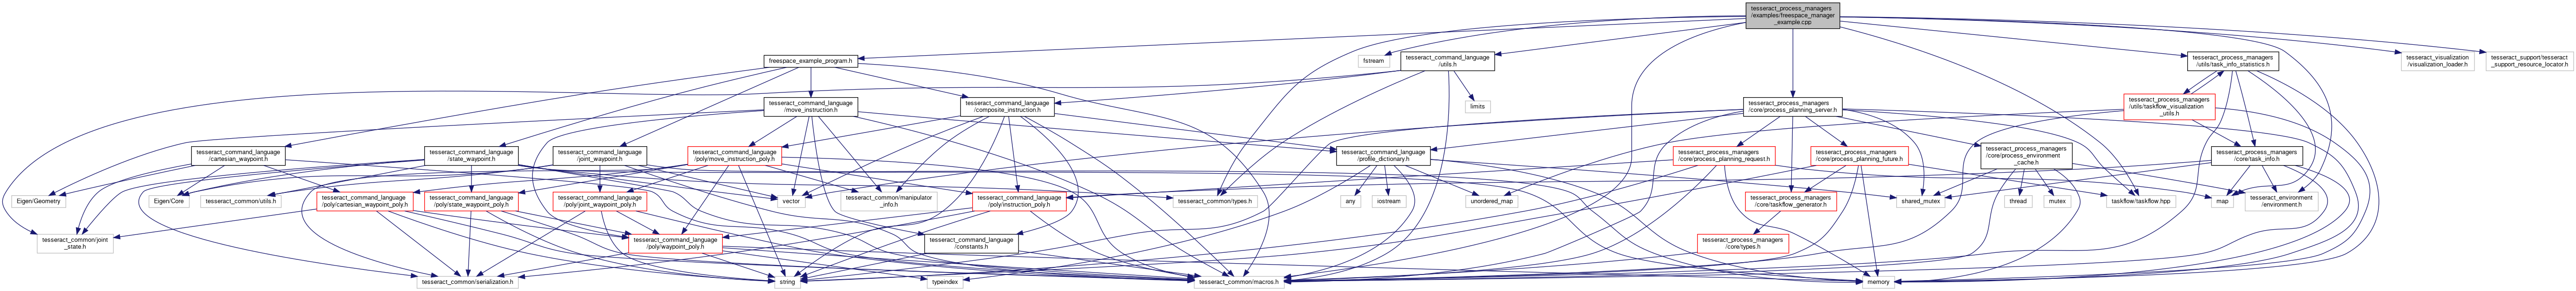 tesseract_process_managers
/examples/freespace_manager
_example.cpp
freespace_example_program.h
fstream
tesseract_command_language
/utils.h
tesseract_process_managers
/utils/task_info_statistics.h
tesseract_visualization
/visualization_loader.h
tesseract_support/tesseract
_support_resource_locator.h
tesseract_command_language
/move_instruction.h
tesseract_command_language
/composite_instruction.h
limits
tesseract_process_managers
/core/process_planning_server.h
tesseract_process_managers
/utils/taskflow_visualization
_utils.h
tesseract_command_language
/cartesian_waypoint.h
tesseract_command_language
/state_waypoint.h
tesseract_command_language
/joint_waypoint.h
tesseract_command_language
/poly/move_instruction_poly.h
tesseract_command_language
/profile_dictionary.h
tesseract_process_managers
/core/process_planning_request.h
tesseract_process_managers
/core/process_planning_future.h
tesseract_process_managers
/core/process_environment
_cache.h
tesseract_process_managers
/core/task_info.h
Eigen/Geometry
Eigen/Core
tesseract_common/utils.h
tesseract_command_language
/poly/cartesian_waypoint_poly.h
tesseract_command_language
/poly/state_waypoint_poly.h
tesseract_command_language
/poly/joint_waypoint_poly.h
vector
tesseract_common/manipulator
_info.h
tesseract_command_language
/poly/instruction_poly.h
tesseract_common/types.h
any
iostream
unordered_map
tesseract_process_managers
/core/taskflow_generator.h
shared_mutex
thread
mutex
taskflow/taskflow.hpp
map
tesseract_environment
/environment.h
tesseract_common/joint
_state.h
tesseract_command_language
/poly/waypoint_poly.h
tesseract_command_language
/constants.h
tesseract_process_managers
/core/types.h
tesseract_common/serialization.h
string
typeindex
tesseract_common/macros.h
memory